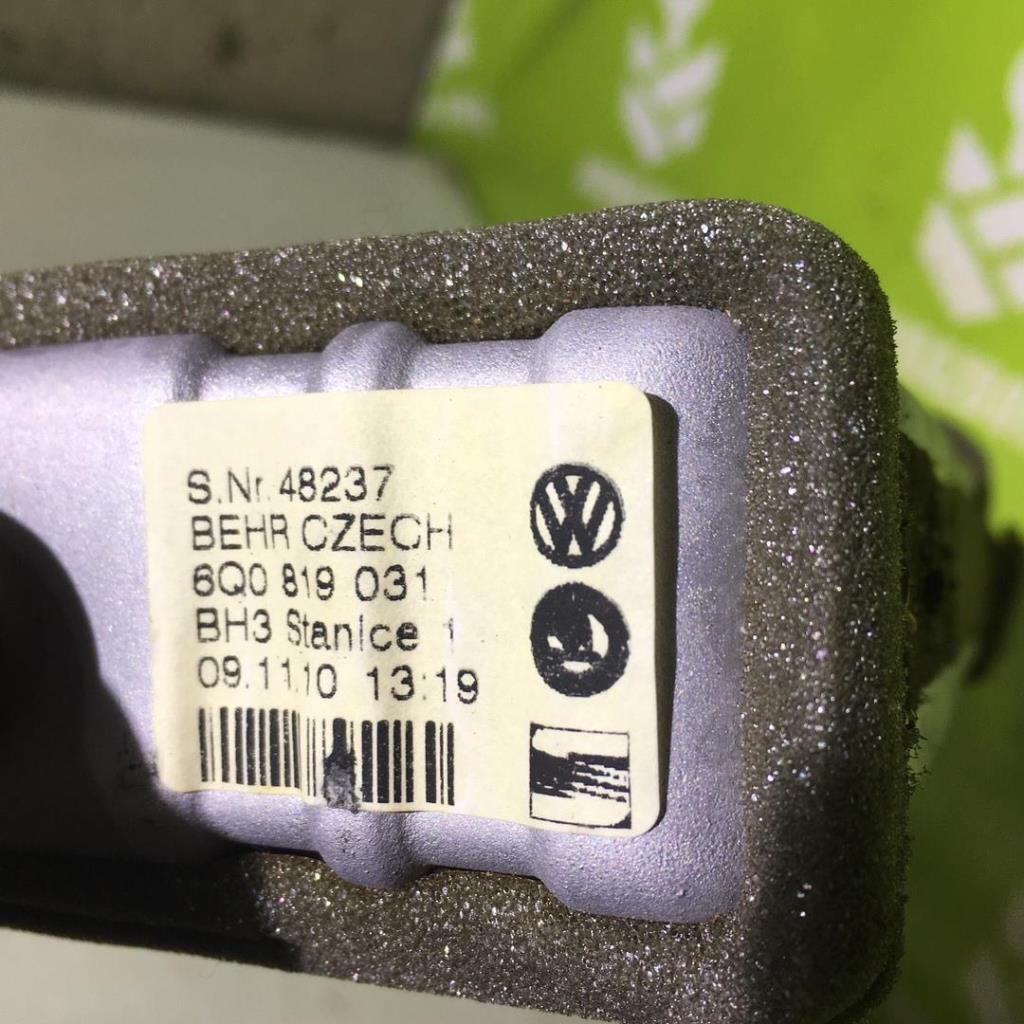 S.Nr. 48237
BEHR CZECH
6Q0 819 031
BH3 Stanice 1
09.11.10 13:19